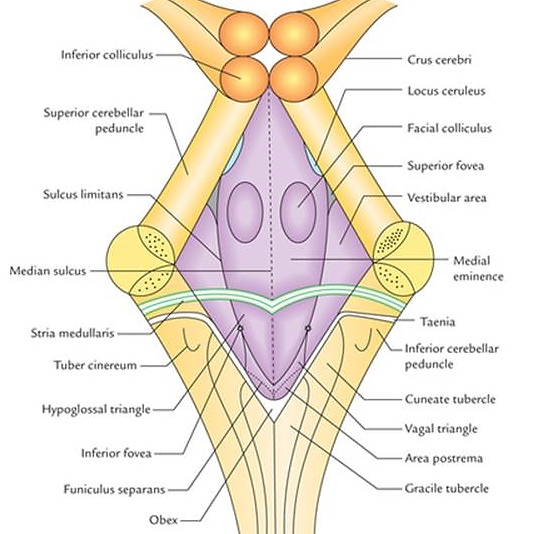 Inferior colliculus
Superior cerebellar
peduncle
Sulcus limitans
Median sulcus
Stria medullaris
Tuber cinereum
Hypoglossal triangle
Inferior fovea
Funiculus separans
Obex
Crus cerebri
Locus ceruleus
Facial colliculus
Superior fovea
Vestibular area
Medial
eminence
Taenia
Inferior cerebellar
peduncle
Cuneate tubercle
Vagal triangle
Area postrema
Gracile tubercle